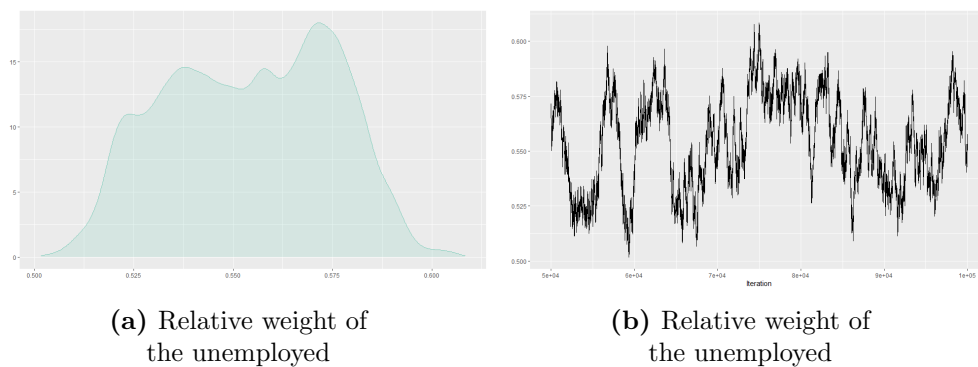 15
10
5
0
0.500
0.525
0.550
0.575
0.600
0.600
0.575
0.550
0.525
0.500
5e+04
6e+04
7e+04
8e+04
9e+04
1e+05
Iteration
(a) Relative weight of
the unemployed
(b) Relative weight of
the unemployed